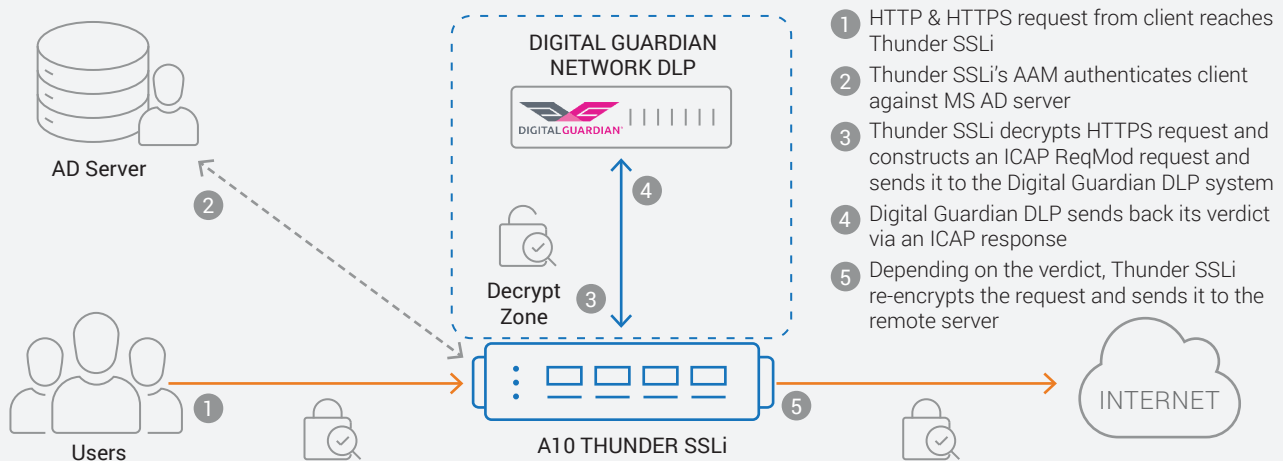 DIGITAL GUARDIAN
NETWORK DLP
DIGITALGUARDIAN
AD Server
2
4
Decrypt
Zone
3
1
5
Users
A10 THUNDER SSLi
INTERNET
1 HTTP & HTTPS request from client reaches
Thunder SSLi
2 Thunder SSLi's AAM authenticates client
against MS AD server
3 Thunder SSLi decrypts HTTPS request and
constructs an ICAP ReqMod request and
sends it to the Digital Guardian DLP system
4 Digital Guardian DLP sends back its verdict
via an ICAP response
5 Depending on the verdict, Thunder SSLi
re-encrypts the request and sends it to the
remote server